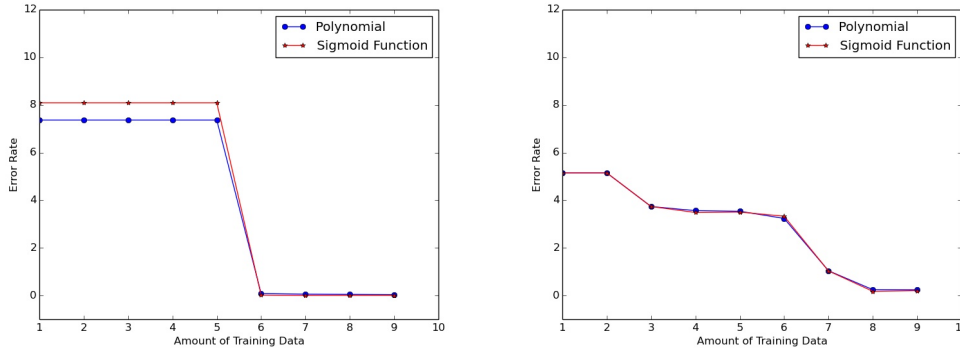 12
10
8
6
4
2
0
Error Rate
Polynomial
Sigmoid Function
1 2 3 4 5 6 7 8 9 10
Amount of Training Data
12
10
8
6
4
2
0
Error Rate
Polynomial
Sigmoid Function
1 2 3 4 5 6 7 8 9 1
Amount of Training Data